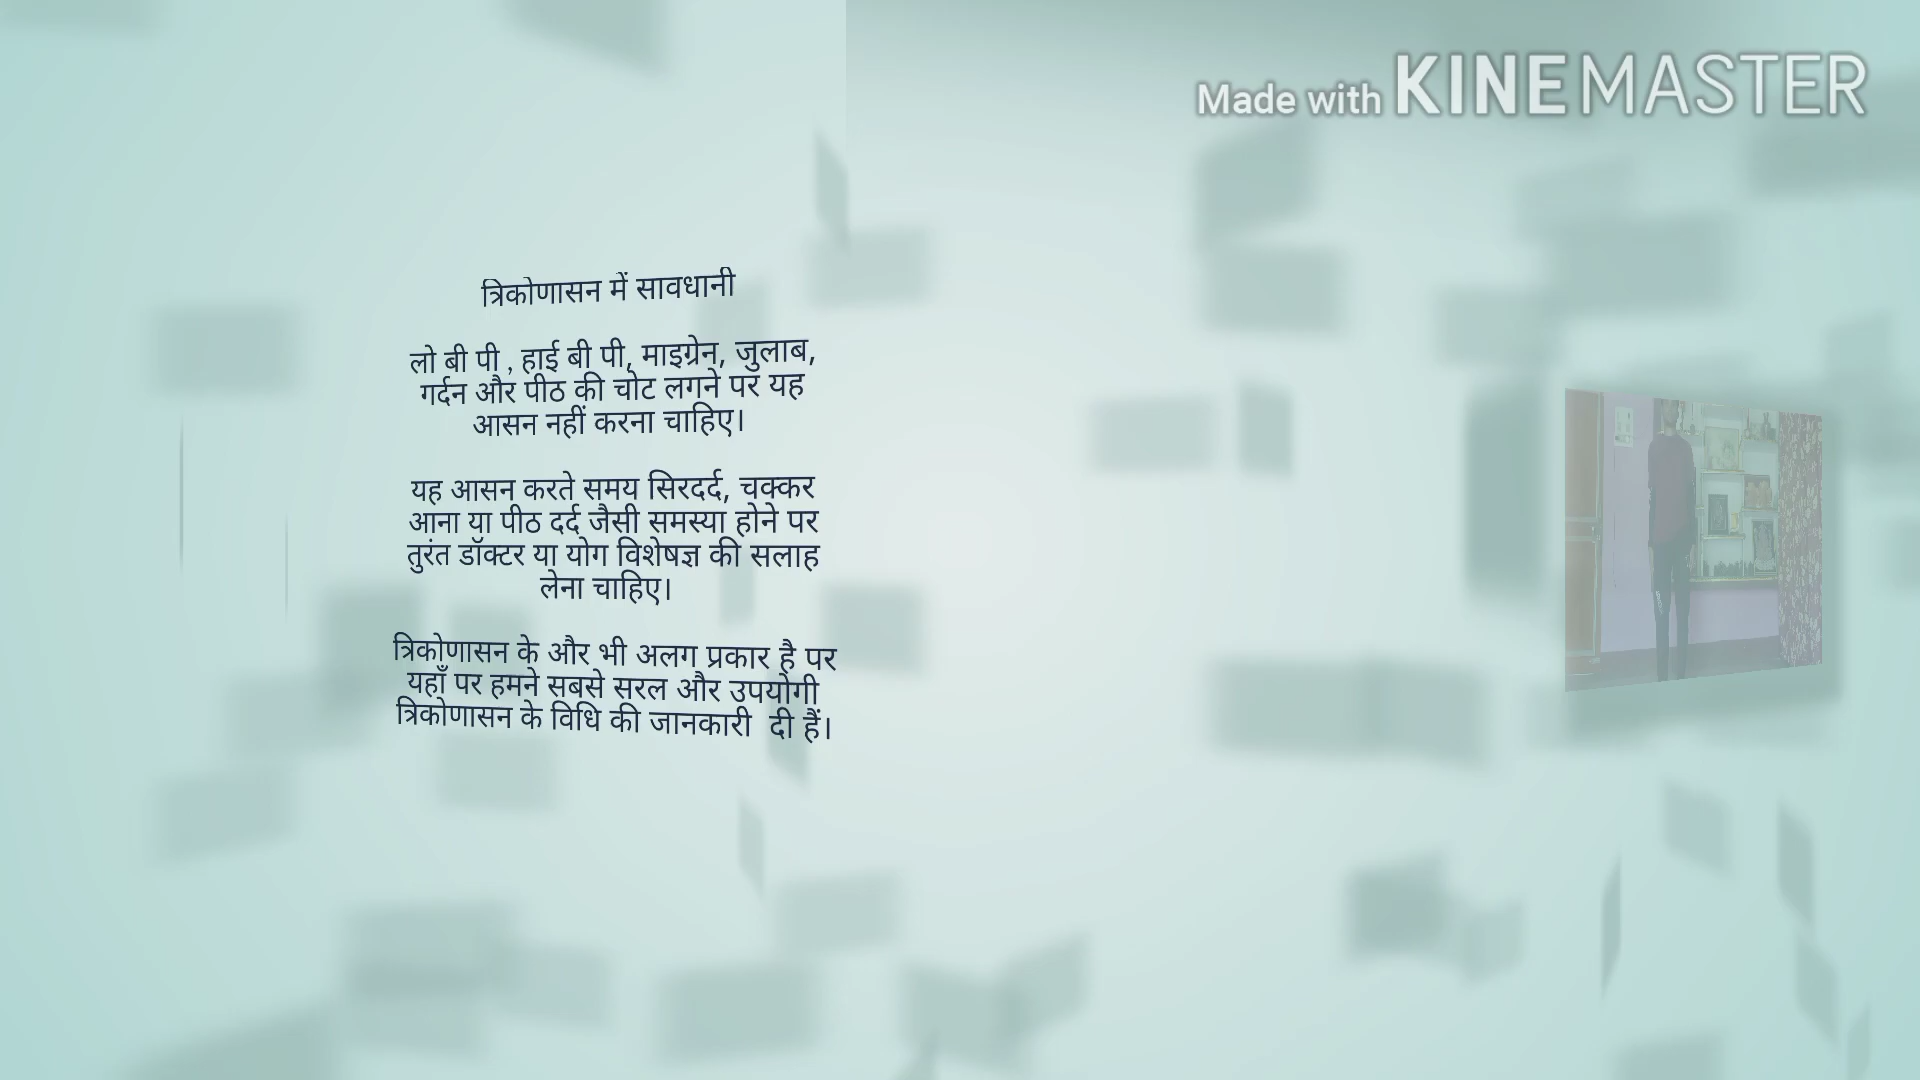 Made with KINEMASTER
त्रिकोणासन में सावधानी
लो बी पी , हाई बी पी, माइग्रेन, जुलाब,
गर्दन और पीठ की चोट लगने पर यह
आसन नहीं करना चाहिए।
यह आसन करते समय सिरदर्द, चक्कर
आना या पीठ दर्द जैसी समस्या होने पर
तुरंत डॉक्टर या योग विशेषज्ञ की सलाह
लेना चाहिए।
त्रिकोणासन के और भी अलग प्रकार है पर
यहाँ पर हमने सबसे सरल और उपयोगी
त्रिकोणासन के विधि की जानकारी  दी हैं।